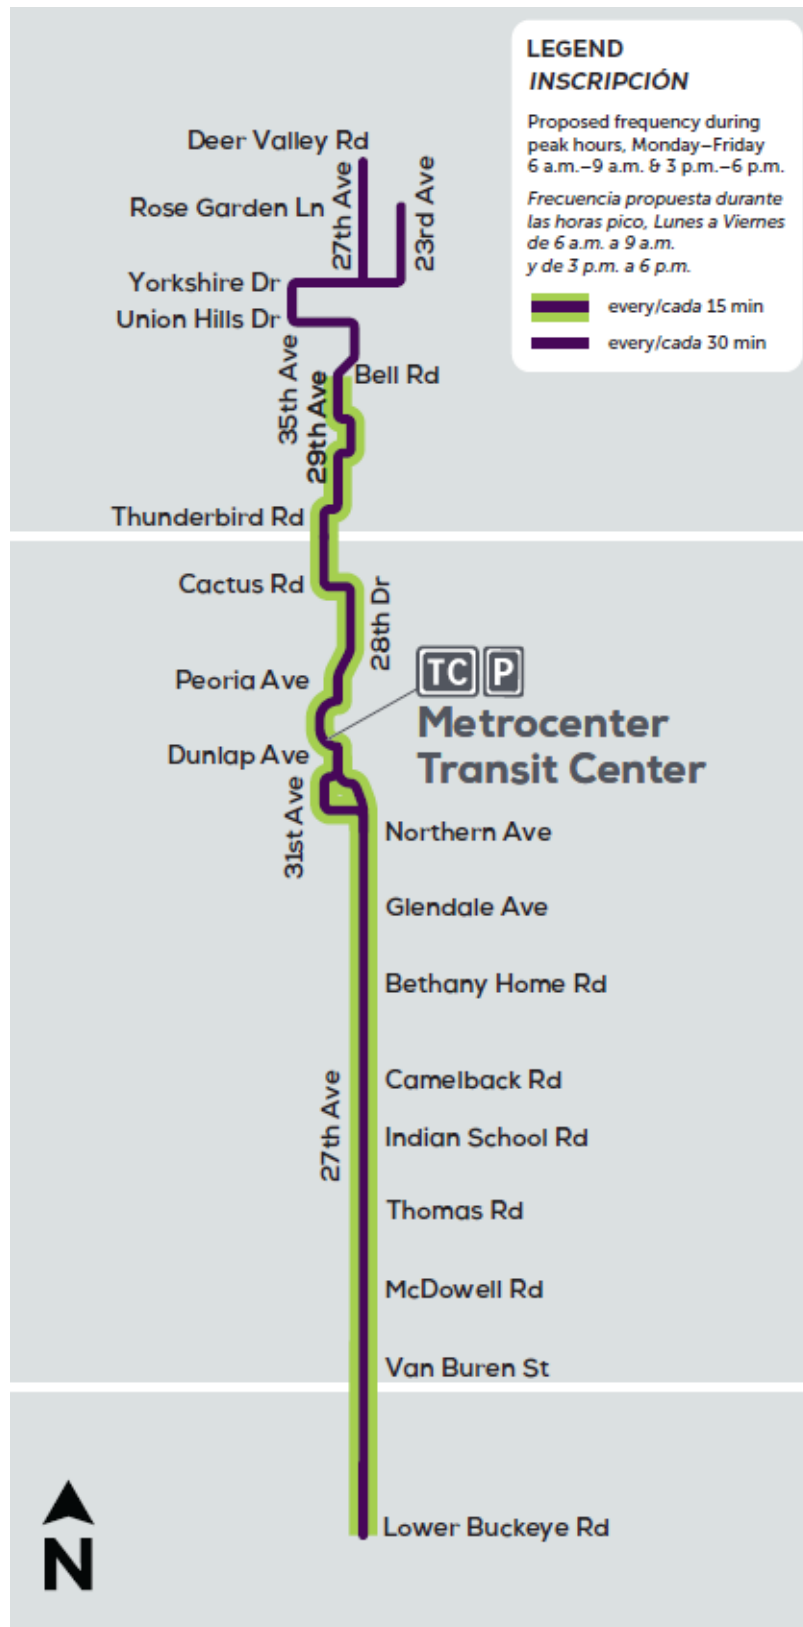 LEGEND
INSCRIPCIÓN
Proposed frequency during
peak hours, Monday–Friday
6 a.m.–9 a.m. & 3 p.m.–6 p.m.
Frecuencia propuesta durante
las horas pico, Lunes a Viernes
de 6 a.m. a 9 a.m.
y de 3 p.m. a 6 p.m.
every/cada 15 min
every/cada 30 min
Deer Valley Rd
27th Ave
23rd Ave
Rose Garden Ln
Yorkshire Dr
Union Hills Dr
35th Ave
29th Ave
Bell Rd
Thunderbird Rd
Cactus Rd
28th Dr
Peoria Ave
TC P
Metrocenter
Transit Center
Dunlap Ave
31st Ave
Northern Ave
Glendale Ave
Bethany Home Rd
27th Ave
Camelback Rd
Indian School Rd
Thomas Rd
McDowell Rd
Van Buren St
Lower Buckeye Rd
N